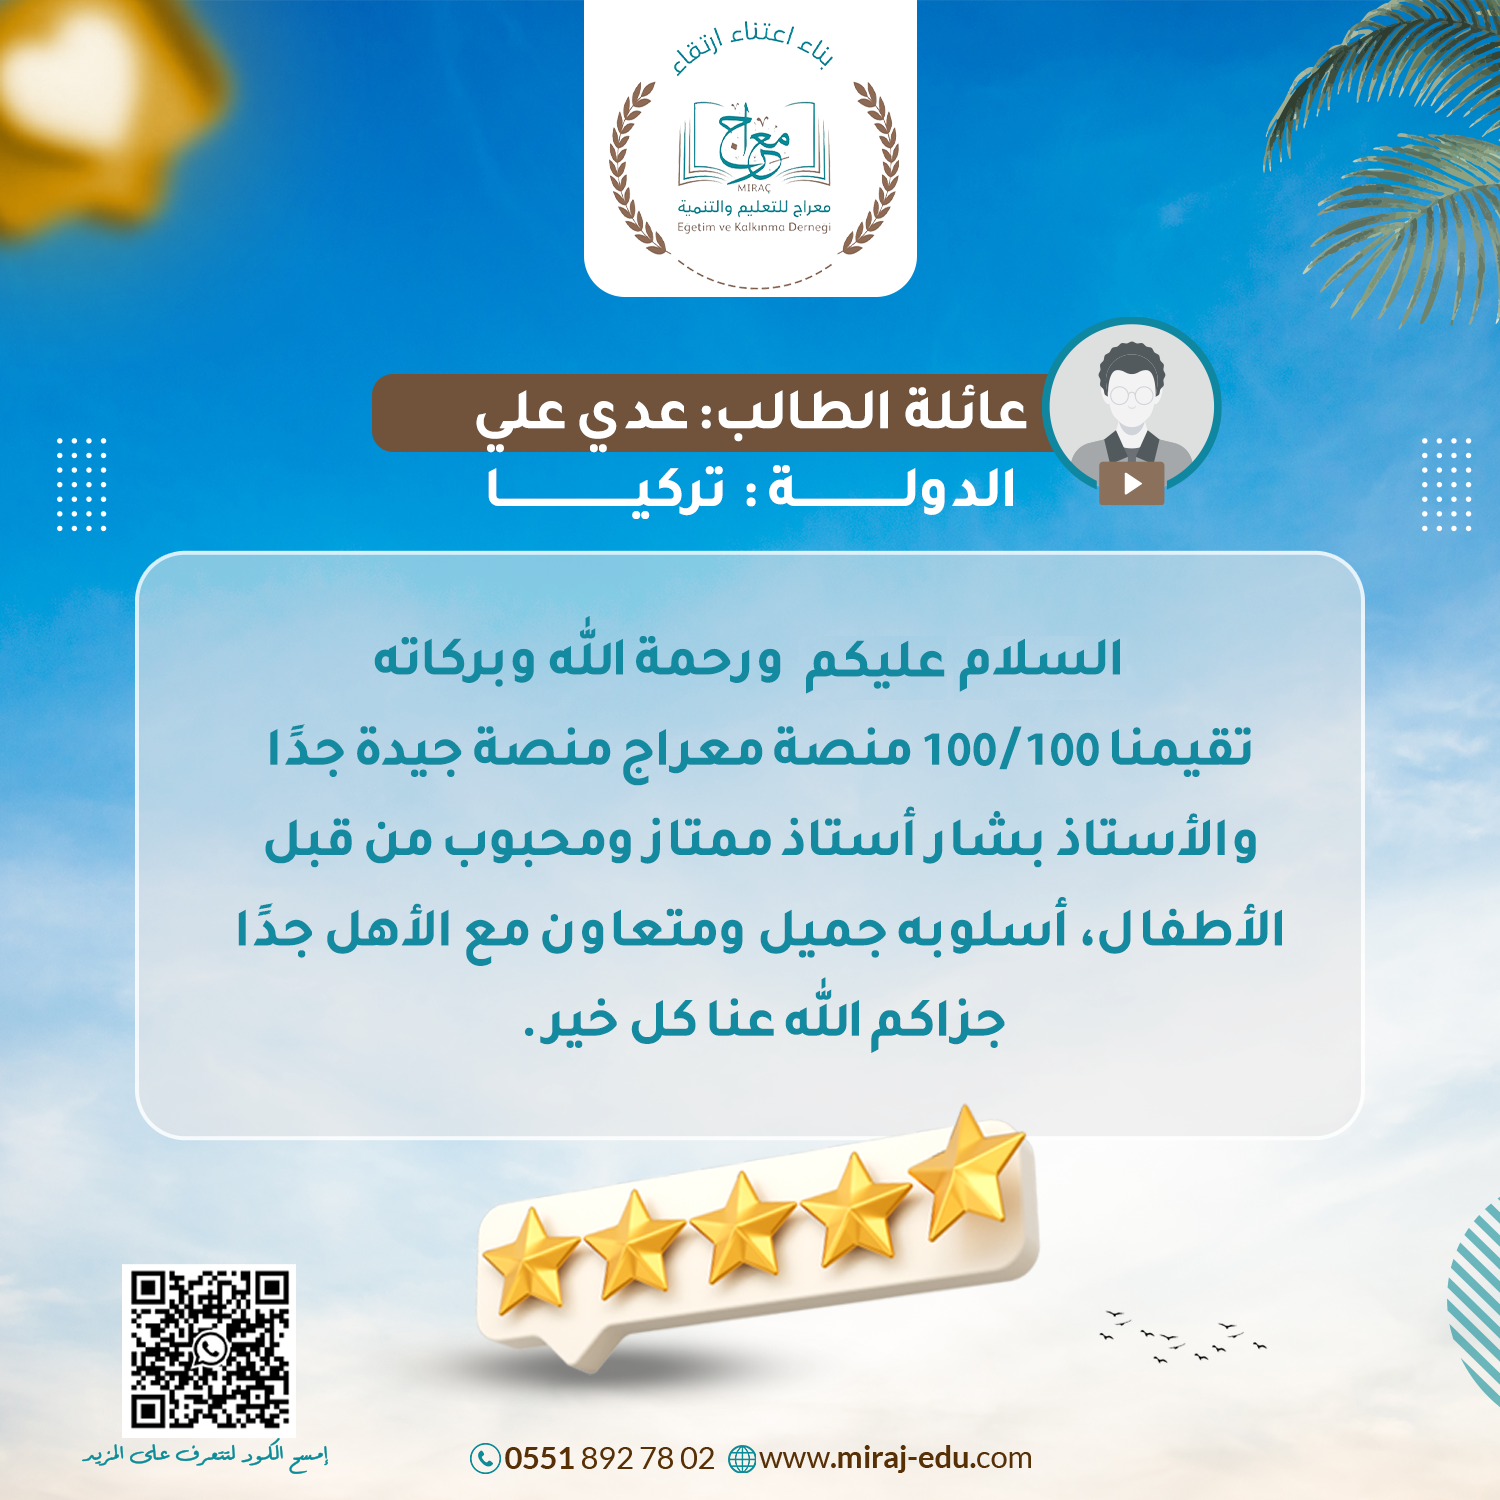 بناء اعتناء ارتقاء
معراج
MIRAÇ
معراج للتعليم والتنمية
Egetim ve Kalkınma Dernegi
عائلة الطالب: عدي علي
الدولـــــة : تركيـــــــا
السلام عليكم ورحمة الله وبركاته
تقيمنا 100/100 منصة معراج منصة جيدة جدًا
والأستاذ بشار أستاذ ممتاز ومحبوب من قبل
الأطفال، أسلوبه جميل ومتعاون مع الأهل جدًا
جزاكم الله عنا كل خير.
إمسح الكود لتتعرف على المزيد
0551 892 78 02 www.miraj-edu.com